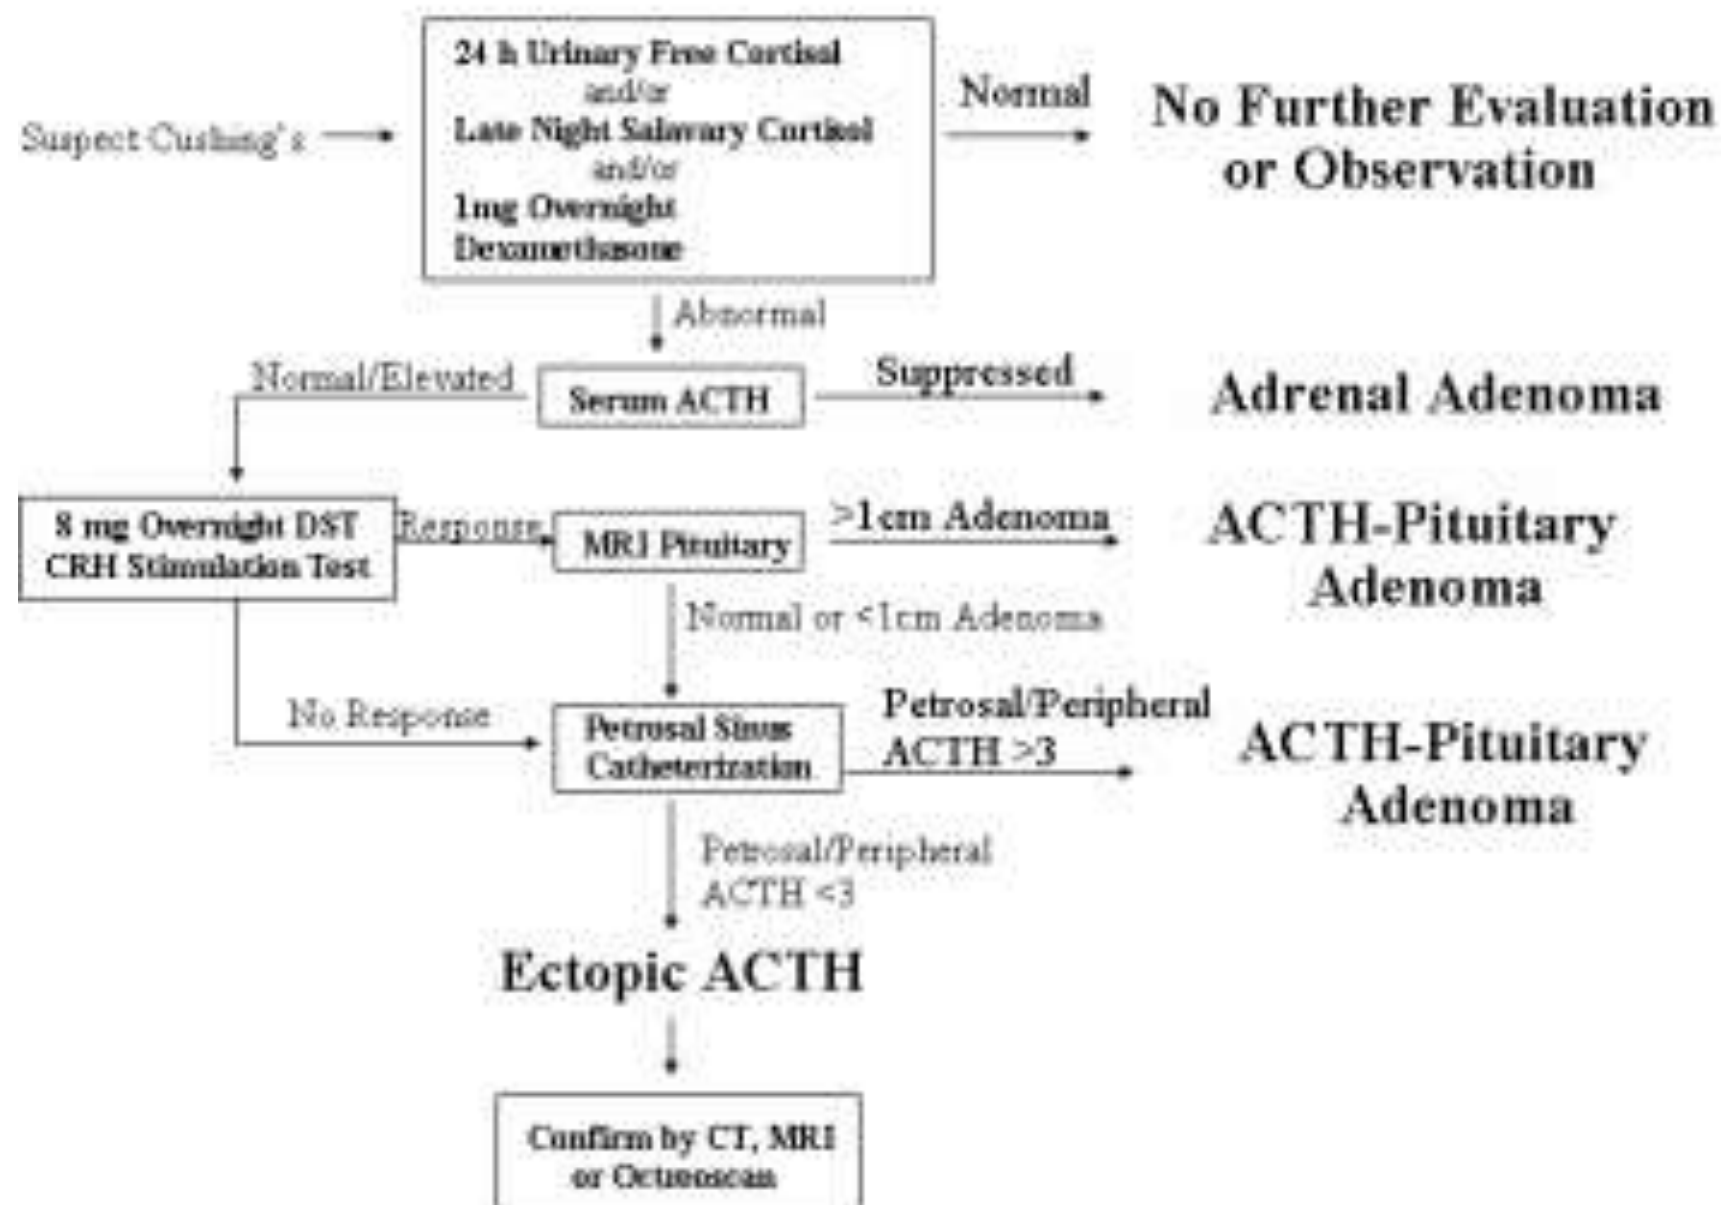 24 h Urinary Free Cortisol
and/or
Suspect Cushing's
Late Night Salavary Cortisol
and/or
1mg Overnight
Dexamethasone
Normal
No Further Evaluation
or Observation
Abnormal
Normal/Elevated
Serum ACTH
Suppressed
Adrenal Adenoma
8 mg Overnight DST
CRH Stimulation Test
Response
MRI Pituitary
>1cm Adenoma
ACTH-Pituitary
Adenoma
Normal or <1cm Adenoma
No Response
Petrosal Sinus
Catheterization
Petrosal/Peripheral
ACTH >3
ACTH-Pituitary
Adenoma
Petrosal/Peripheral
ACTH <3
Ectopic ACTH
Confirm by CT, MRI
or Octreoscan